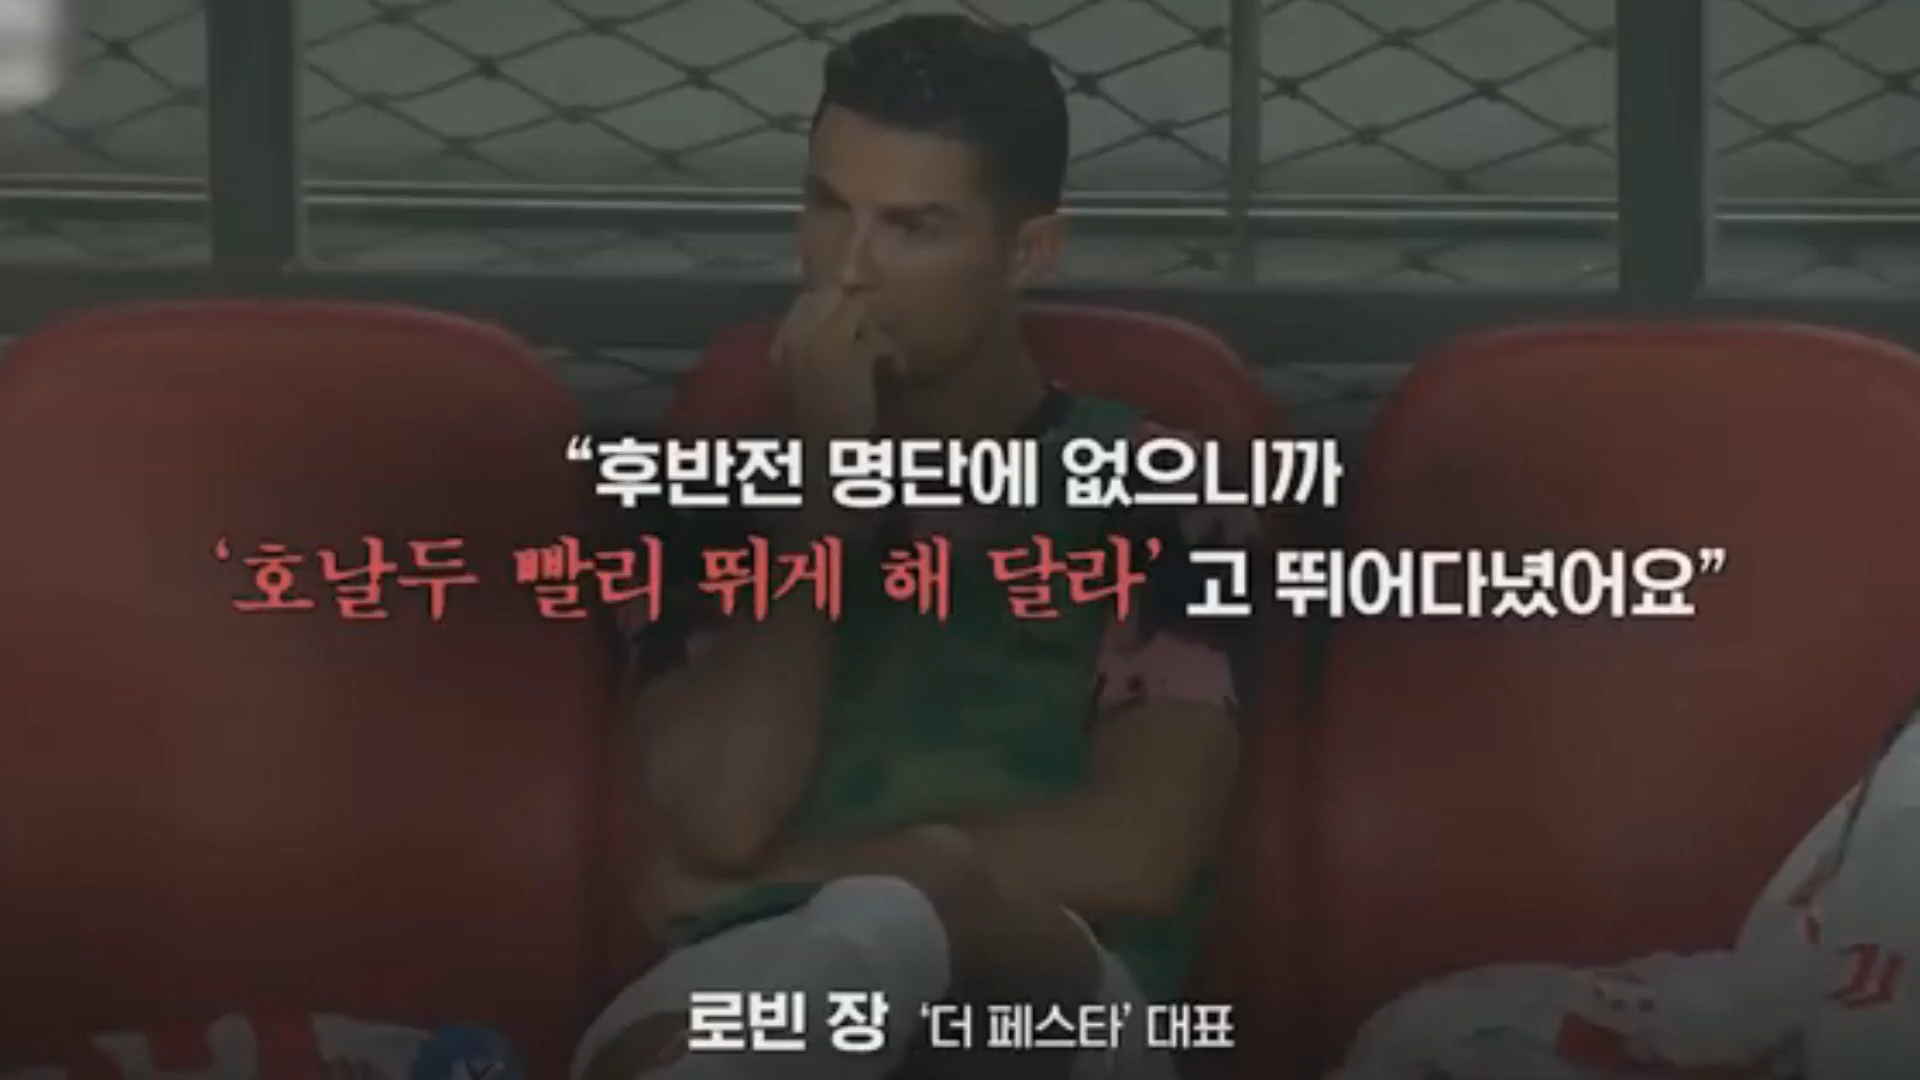 “후반전 명단에 없으니까
‘호날두 빨리 뛰게 해 달라’고 뛰어다녔어요”
로빈 장 ‘더 페스타’ 대표